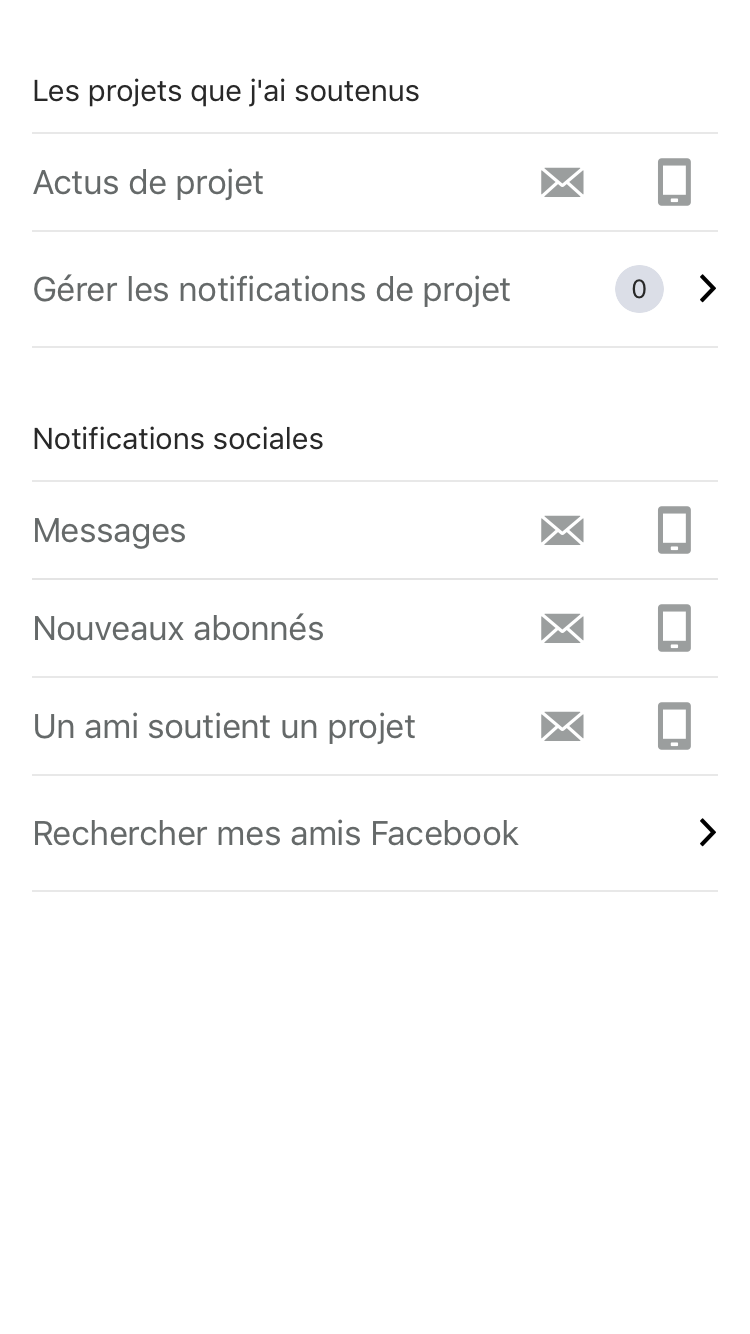 Les projets que j'ai soutenus
Actus de projet
Gérer les notifications de projet 0
Notifications sociales
Messages
Nouveaux abonnés
Un ami soutient un projet
Rechercher mes amis Facebook